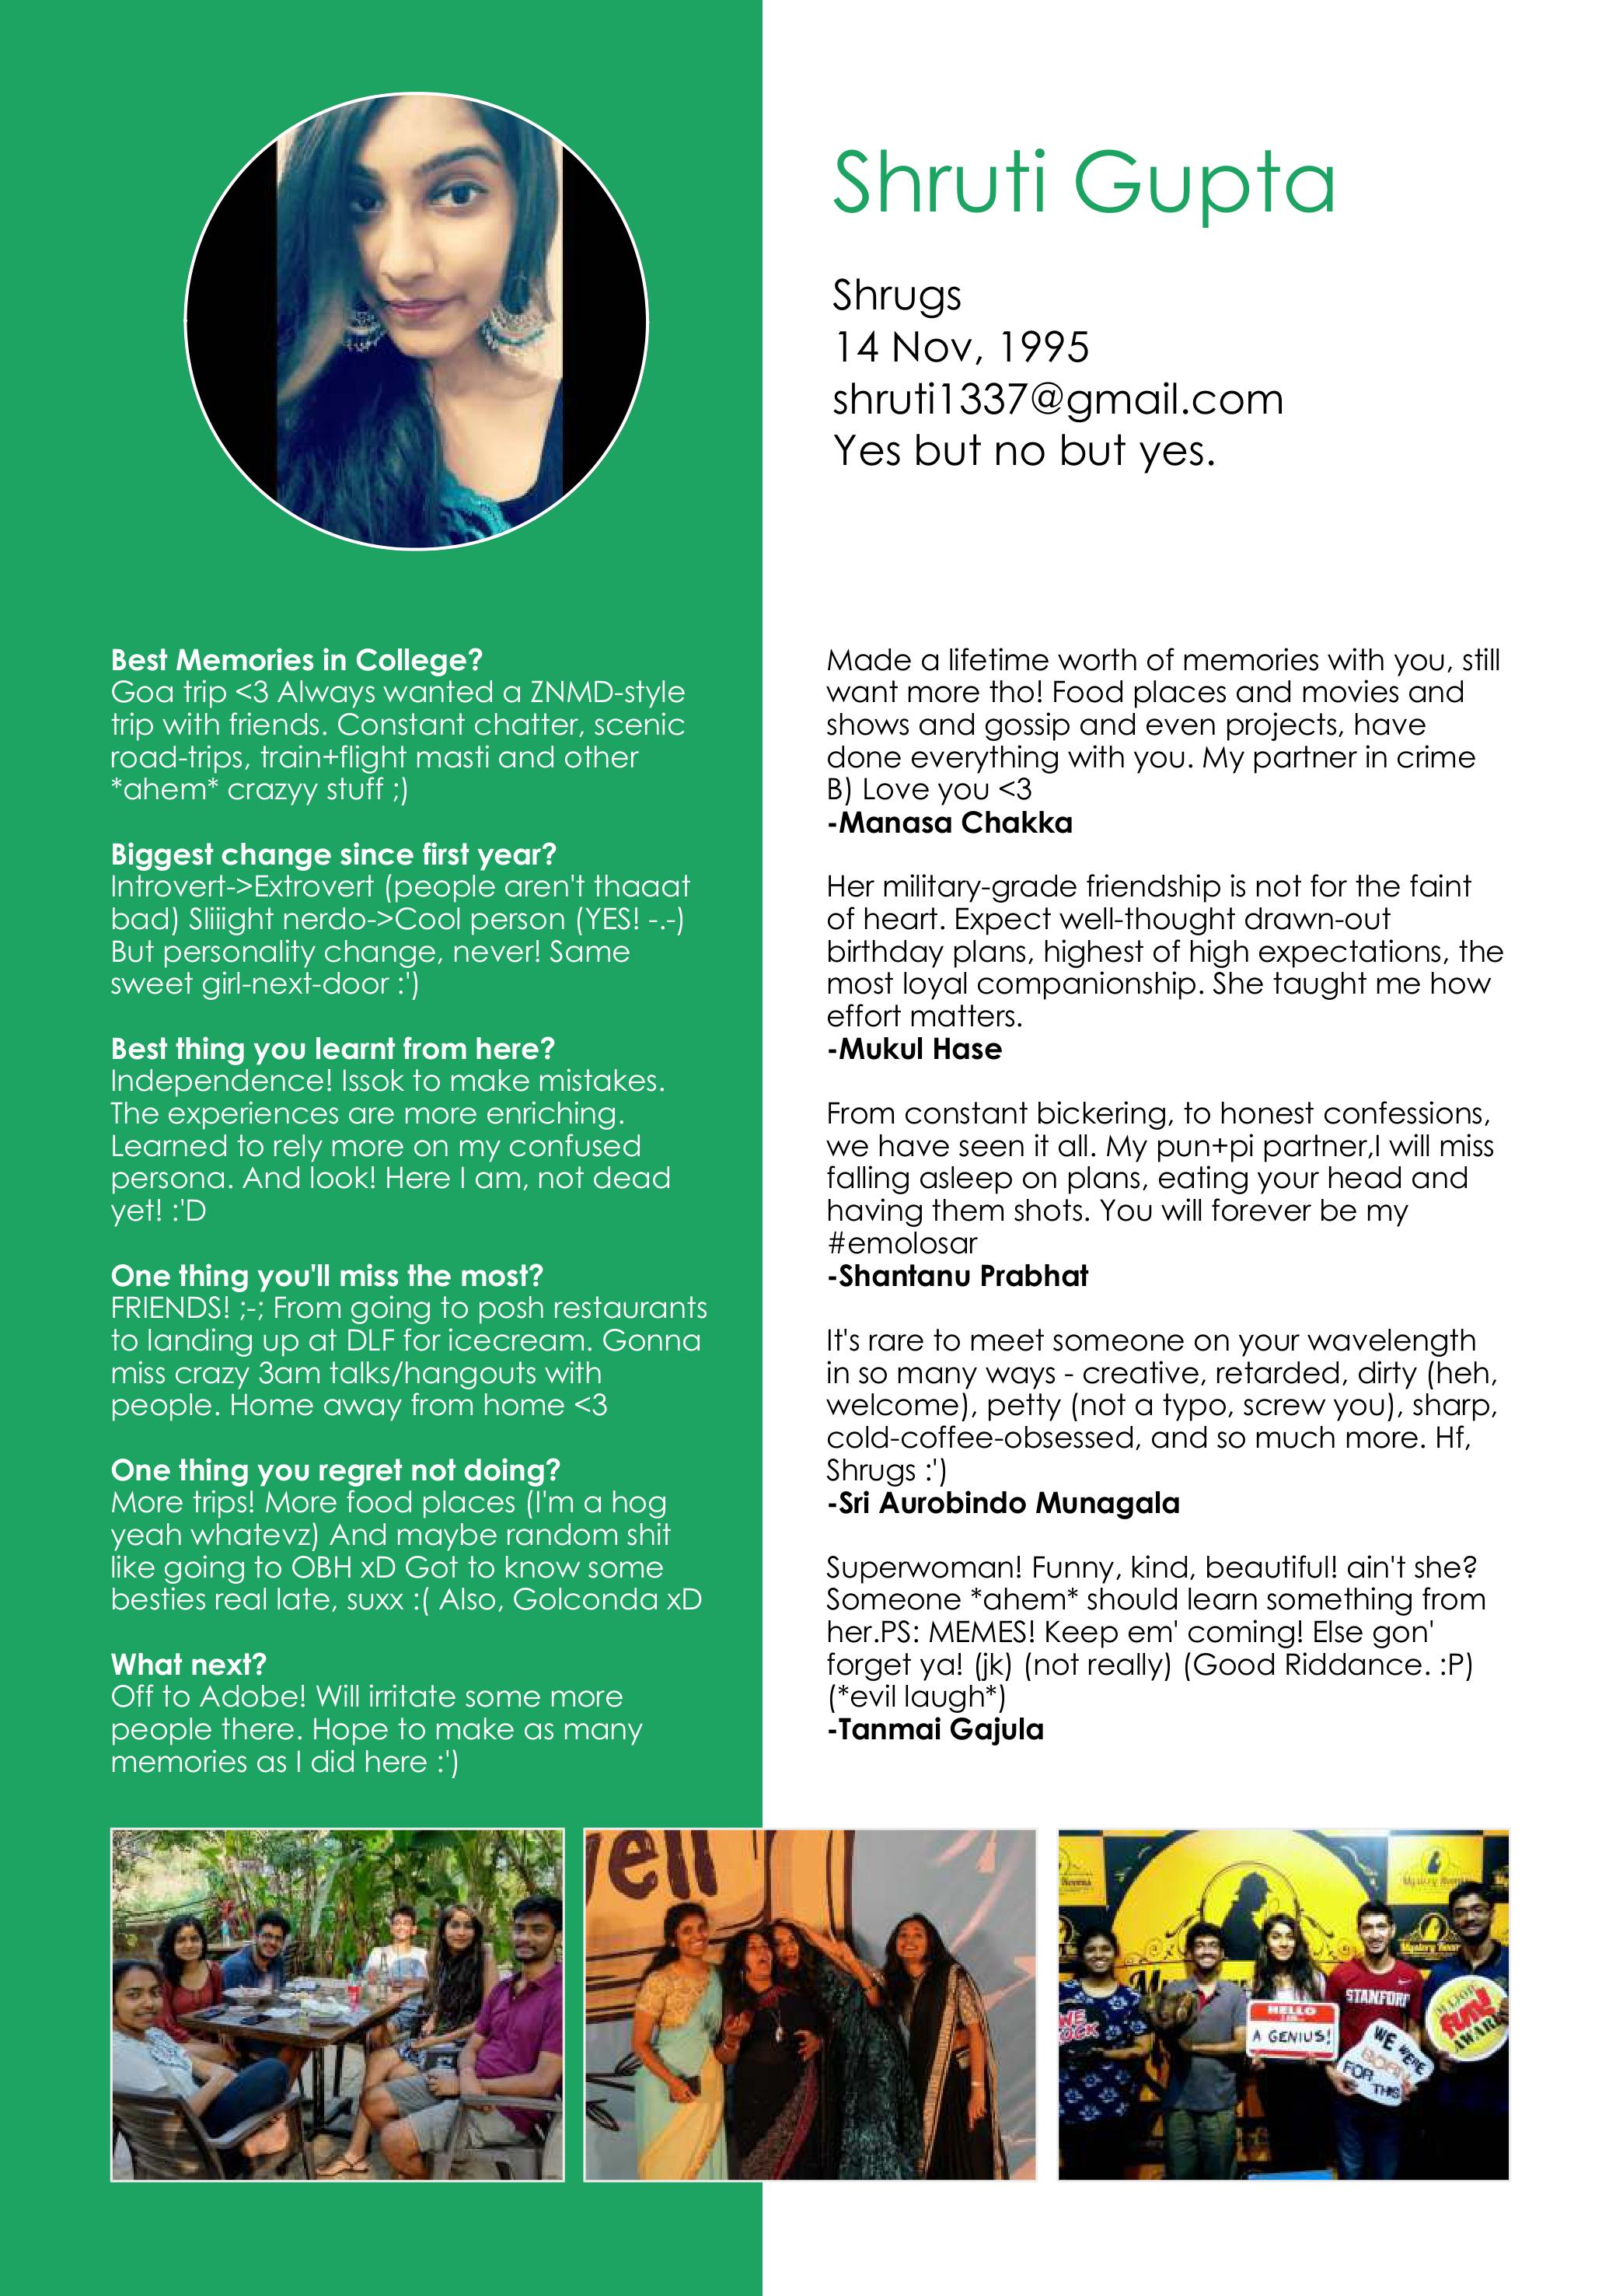 Shruti Gupta
Shrugs
14 Nov, 1995
shruti1337@gmail.com
Yes but no but yes.
Best Memories in College?
Goa trip <3 Always wanted a ZNMD-style
trip with friends. Constant chatter, scenic
road-trips, train+flight masti and other
*ahem* crazyy stuff ;)
Biggest change since first year?
Introvert->Extrovert (people aren't thaaat
bad) Sliiight nerdo->Cool person (YES! -.-)
But personality change, never! Same
sweet girl-next-door :')
Best thing you learnt from here?
Independence! Issok to make mistakes.
The experiences are more enriching.
Learned to rely more on my confused
persona. And look! Here I am, not dead
yet! :'D
One thing you'll miss the most?
FRIENDS! ;-; From going to posh restaurants
to landing up at DLF for icecream. Gonna
miss crazy 3am talks/hangouts with
people. Home away from home <3
One thing you regret not doing?
More trips! More food places (I'm a hog
yeah whatevz) And maybe random shit
like going to OBH xD Got to know some
besties real late, suxx :( Also, Golconda xD
What next?
Off to Adobe! Will irritate some more
people there. Hope to make as many
memories as I did here :')
Made a lifetime worth of memories with you, still
want more tho! Food places and movies and
shows and gossip and even projects, have
done everything with you. My partner in crime
B) Love you <3
-Manasa Chakka
Her military-grade friendship is not for the faint
of heart. Expect well-thought drawn-out
birthday plans, highest of high expectations, the
most loyal companionship. She taught me how
effort matters.
-Mukul Hase
From constant bickering, to honest confessions,
we have seen it all. My pun+pi partner,I will miss
falling asleep on plans, eating your head and
having them shots. You will forever be my
#emolosar
-Shantanu Prabhat
It's rare to meet someone on your wavelength
in so many ways - creative, retarded, dirty (heh,
welcome), petty (not a typo, screw you), sharp,
cold-coffee-obsessed, and so much more. Hf,
Shrugs :')
-Sri Aurobindo Munagala
Superwoman! Funny, kind, beautiful! ain't she?
Someone *ahem* should learn something from
her.PS: MEMES! Keep em' coming! Else gon'
forget ya! (jk) (not really) (Good Riddance. :P)
(*evil laugh*)
-Tanmai Gajula
ell
Mystery Rooms
WE
HELLO
A GENIUS!
STANFORD
WE WERE
BORN
FOR
THIS
MAJOR
FUN
AWARD